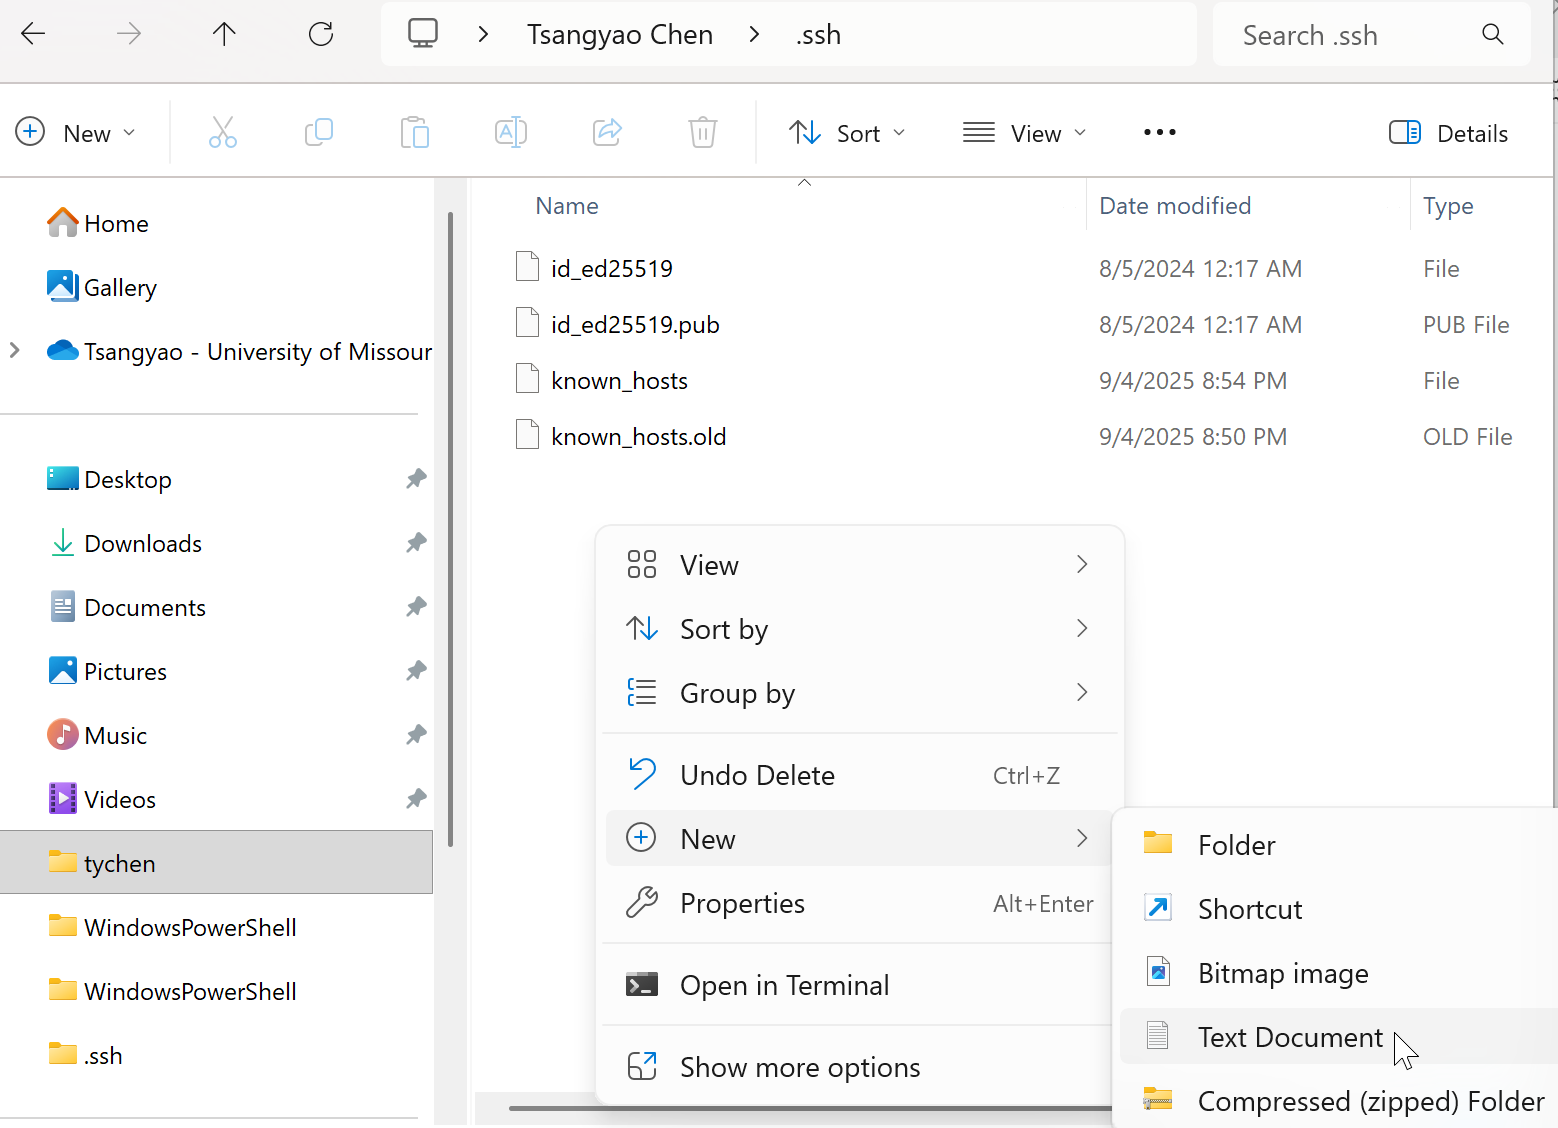 Tsangyao Chen > .ssh
Search .ssh
New
Sort
View
Details
Home
Gallery
Tsangyao - University of Missour
Desktop
Downloads
Documents
Pictures
Music
Videos
tychen
WindowsPowerShell
WindowsPowerShell
.ssh
Name Date modified Type
id_ed25519 8/5/2024 12:17 AM File
id_ed25519.pub 8/5/2024 12:17 AM PUB File
known_hosts 9/4/2025 8:54 PM File
known_hosts.old 9/4/2025 8:50 PM OLD File
View
Sort by
Group by
Undo Delete Ctrl+Z
New
Properties Alt+Enter
Open in Terminal
Show more options
Folder
Shortcut
Bitmap image
Text Document
Compressed (zipped) Folder